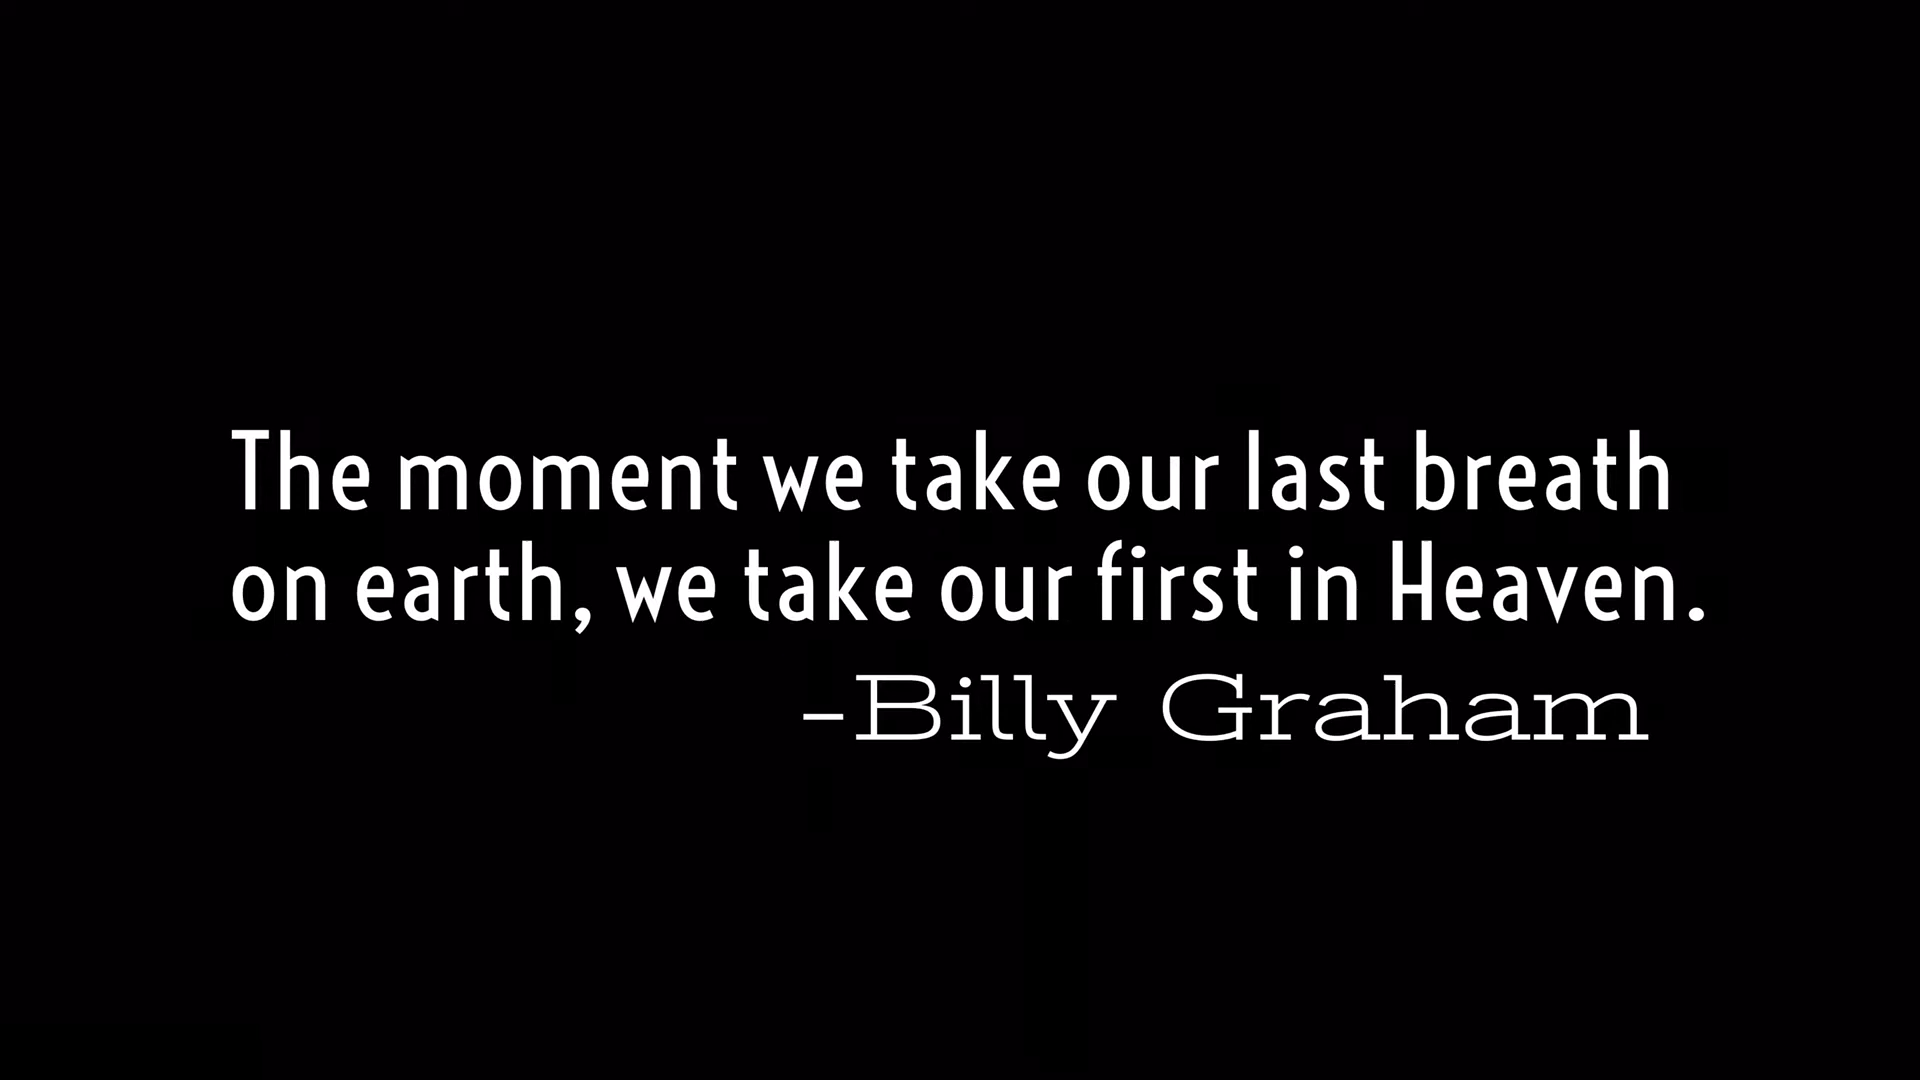 The moment we take our last breath
on earth, we take our first in Heaven.
-Billy Graham